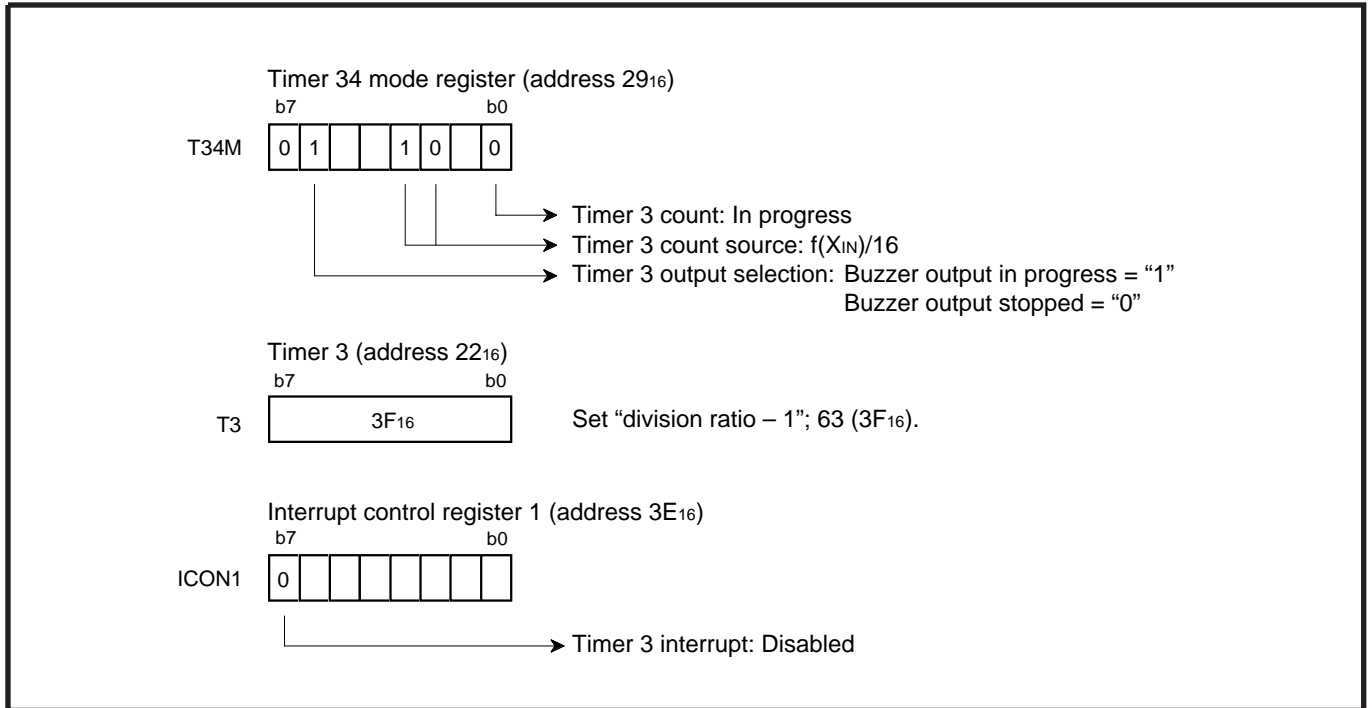 Timer 34 mode register (address 29₁₆)
b7 b0
T34M 0 1 1 0 0
Timer 3 count: In progress
Timer 3 count source: f(XIN)/16
Timer 3 output selection: Buzzer output in progress = “1”
Buzzer output stopped = “0”
Timer 3 (address 22₁₆)
b7 b0
T3 3F₁₆ Set “division ratio – 1”; 63 (3F₁₆).
Interrupt control register 1 (address 3E₁₆)
b7 b0
ICON1 0
Timer 3 interrupt: Disabled